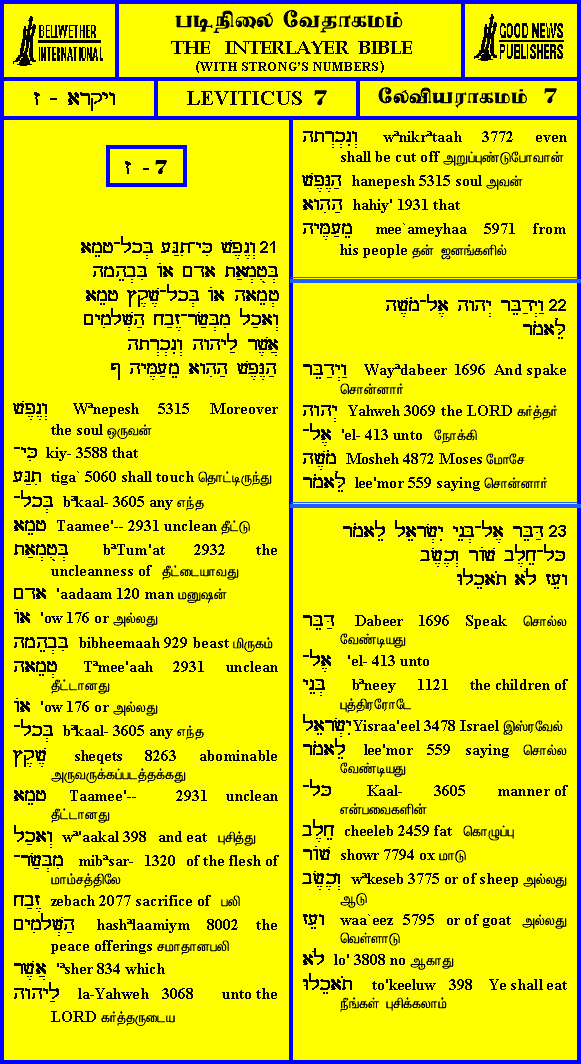 BELLWETHER
INTERNATIONAL
படிநிலை வேதாகமம்
THE INTERLAYER BIBLE
(WITH STRONG'S NUMBERS)
GOOD NEWS
PUBLISHERS
ויקרא - ז
LEVITICUS 7
லேவியராகமம் 7
ז - 7
21 וְנֶפֶשׁ כִּי־תִגַּע בְּכָל־טָמֵא
בְּטֻמְאַת אָדָם אוֹ בִּבְהֵמָה
טְמֵאָה אוֹ בְּכָל־שֶׁקֶץ טָמֵא
וְאָכַל מִבְּשַׂר־זֶבַח הַשְּׁלָמִים
אֲשֶׁר לַיהוָה וְנִכְרְתָה
הַנֶּפֶשׁ הַהִוא מֵעַמֶּיהָ ף
וְנֶפֶשׁ Wᵊnepesh 5315 Moreover
the soul ஒருவன்
כִּי־ kiy- 3588 that
תִגַּע tiga` 5060 shall touch தொட்டிருந்து
בְּכָל־ bᵊkaal- 3605 any எந்த
טָמֵא Taamee'-- 2931 unclean தீட்டு
בְּטֻמְאַת bᵊTum'at 2932 the
uncleanness of தீட்டையாவது
אָדָם 'aadaam 120 man மனுஷன்
אוֹ 'ow 176 or அல்லது
בִּבְהֵמָה bibheemaah 929 beast மிருகம்
טְמֵאָה Tᵊmee'aah 2931 unclean
தீட்டானது
אוֹ 'ow 176 or அல்லது
בְּכָל־ bᵊkaal- 3605 any எந்த
שֶׁקֶץ sheqets 8263 abominable
அருவருக்கப்படத்தக்கது
טָמֵא Taamee'-- 2931 unclean
தீட்டானது
וְאָכַל wᵊ'aakal 398 and eat புசித்து
מִבְּשַׂר־ mibᵊsar- 1320 of the flesh of
மாம்சத்திலே
זֶבַח zebach 2077 sacrifice of பலி
הַשְּׁלָמִים hashᵊlaamiym 8002 the
peace offerings சமாதானபலி
אֲשֶׁר 'ᵃsher 834 which
לַיהוָה la-Yahweh 3068 unto the
LORD கர்த்தருடைய
וְנִכְרְתָה wᵊnikrᵊtaah 3772 even
shall be cut off அறுப்புண்டுபோவான்
הַנֶּפֶשׁ hanepesh 5315 soul அவன்
הַהִוא hahiy' 1931 that
מֵעַמֶּיהָ mee`ameyhaa 5971 from
his people தன் ஜனங்களில்
22 וַיְדַבֵּר יְהוָה אֶל־מֹשֶׁה
לֵּאמֹר
וַיְדַבֵּר Wayᵊdabeer 1696 And spake
சொன்னார்
יְהוָה Yahweh 3069 the LORD கர்த்தர்
אֶל־ 'el- 413 unto நோக்கி
מֹשֶׁה Mosheh 4872 Moses மோசே
לֵּאמֹר lee'mor 559 saying சொன்னார்
23 דַּבֵּר אֶל־בְּנֵי יִשְׂרָאֵל לֵאמֹר
כָּל־חֵלֶב שׁוֹר וְכֶשֶׂב
וָעֵז לֹא תֹאכֵלוּ
דַּבֵּר Dabeer 1696 Speak சொல்ல
வேண்டியது
אֶל־ 'el- 413 unto
בְּנֵי bᵊneey 1121 the children of
புத்திரரோடே
יִשְׂרָאֵל Yisraa'eel 3478 Israel இஸ்ரவேல்
לֵאמֹר lee'mor 559 saying சொல்ல
வேண்டியது
כָּל־ Kaal- 3605 manner of
என்பவைகளின்
חֵלֶב cheeleb 2459 fat கொழுப்பு
שׁוֹר showr 7794 ox மாடு
וְכֶשֶׂב wᵊkeseb 3775 or of sheep அல்லது
ஆடு
וָעֵז waa`eez 5795 or of goat அல்லது
வெள்ளாடு
לֹא lo' 3808 no ஆகாது
תֹאכֵלוּ to'keeluw 398 Ye shall eat
நீங்கள் புசிக்கலாம்